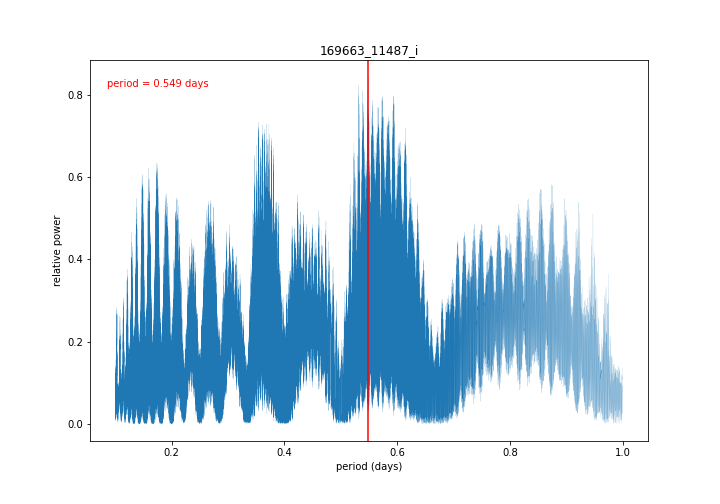 169663_11487_i
period = 0.549 days
relative power
0.8
0.6
0.4
0.2
0.0
0.2 0.4 0.6 0.8 1.0
period (days)